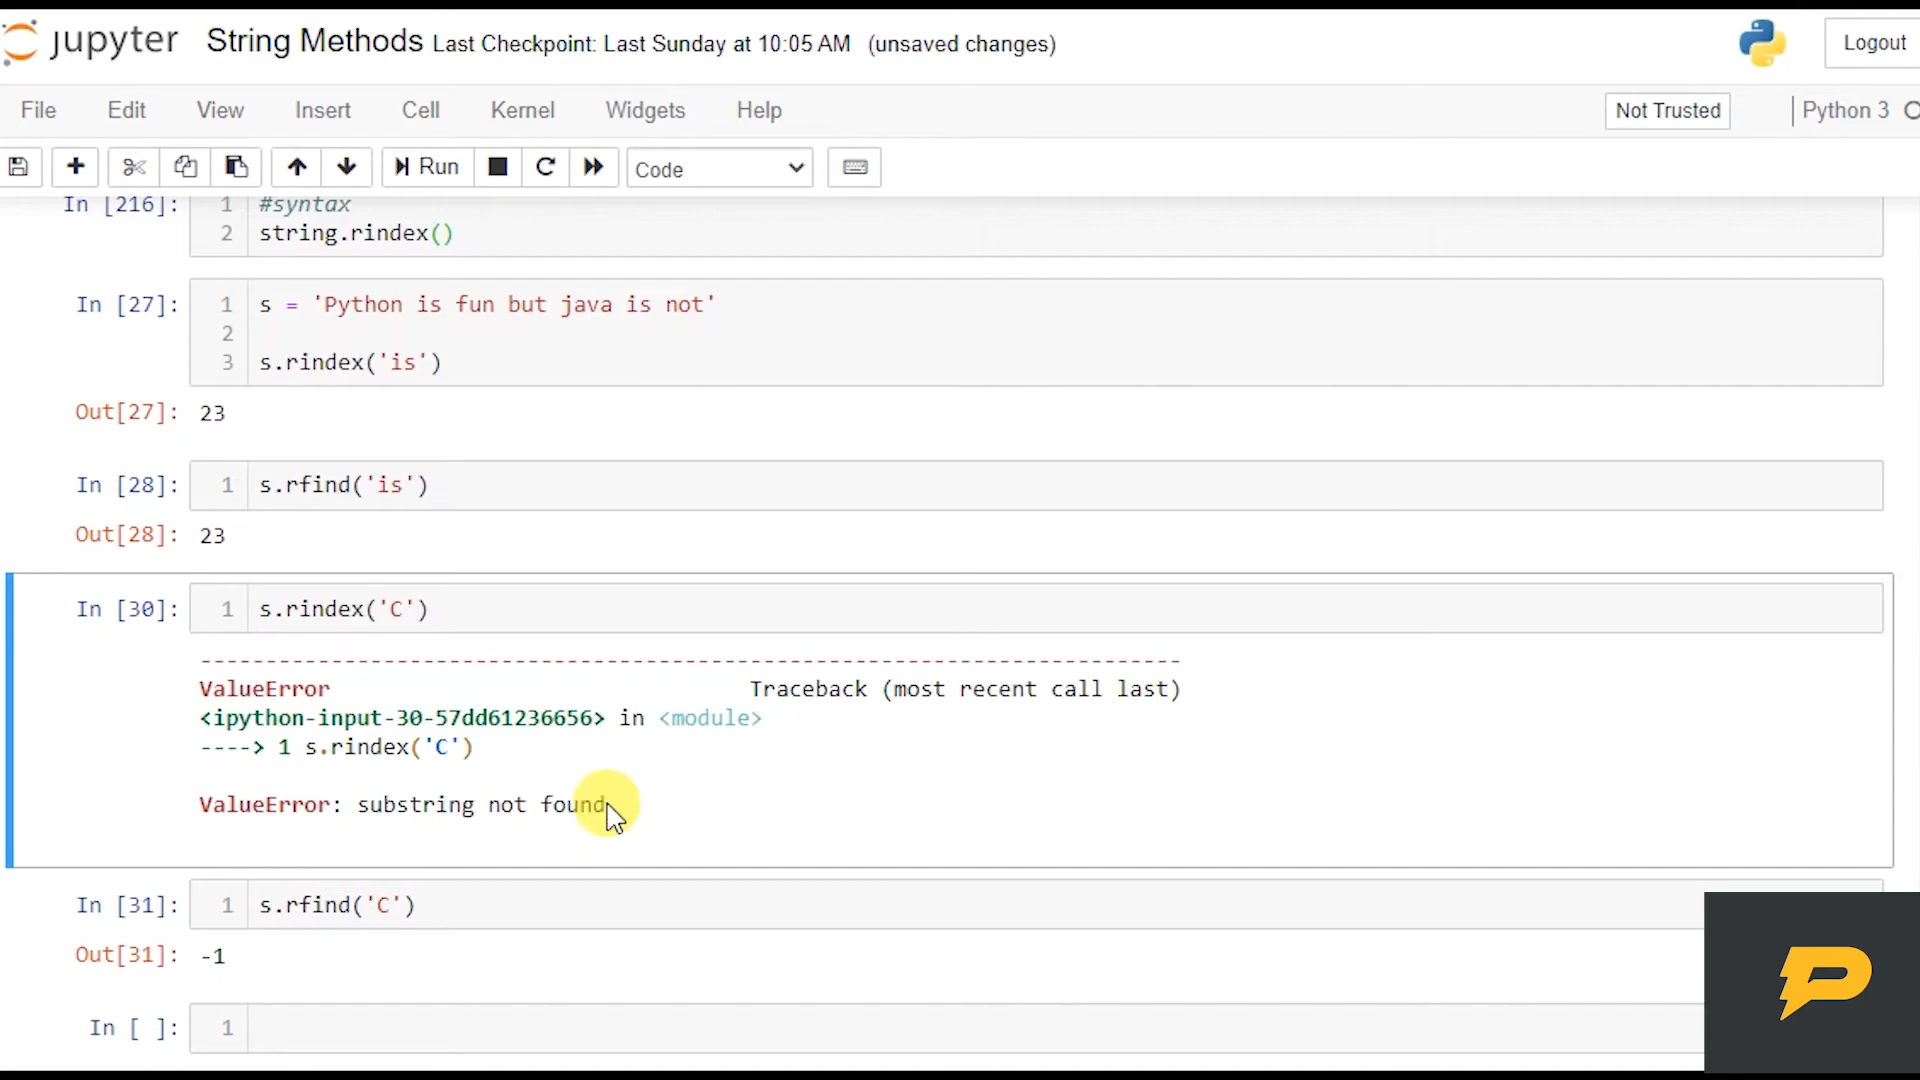 jupyter String Methods Last Checkpoint: Last Sunday at 10:05 AM (unsaved changes) Logout
File Edit View Insert Cell Kernel Widgets Help Not Trusted Python 3
Run Code
In [216]: 1 #syntax
2 string.rindex()
In [27]: 1 s = 'Python is fun but java is not'
2
3 s.rindex('is')
Out[27]: 23
In [28]: 1 s.rfind('is')
Out[28]: 23
In [30]: 1 s.rindex('C')
---------------------------------------------------------------------------
ValueError Traceback (most recent call last)
<ipython-input-30-57dd61236656> in <module>
----> 1 s.rindex('C')
ValueError: substring not found
In [31]: 1 s.rfind('C')
Out[31]: -1
In [ ]: 1